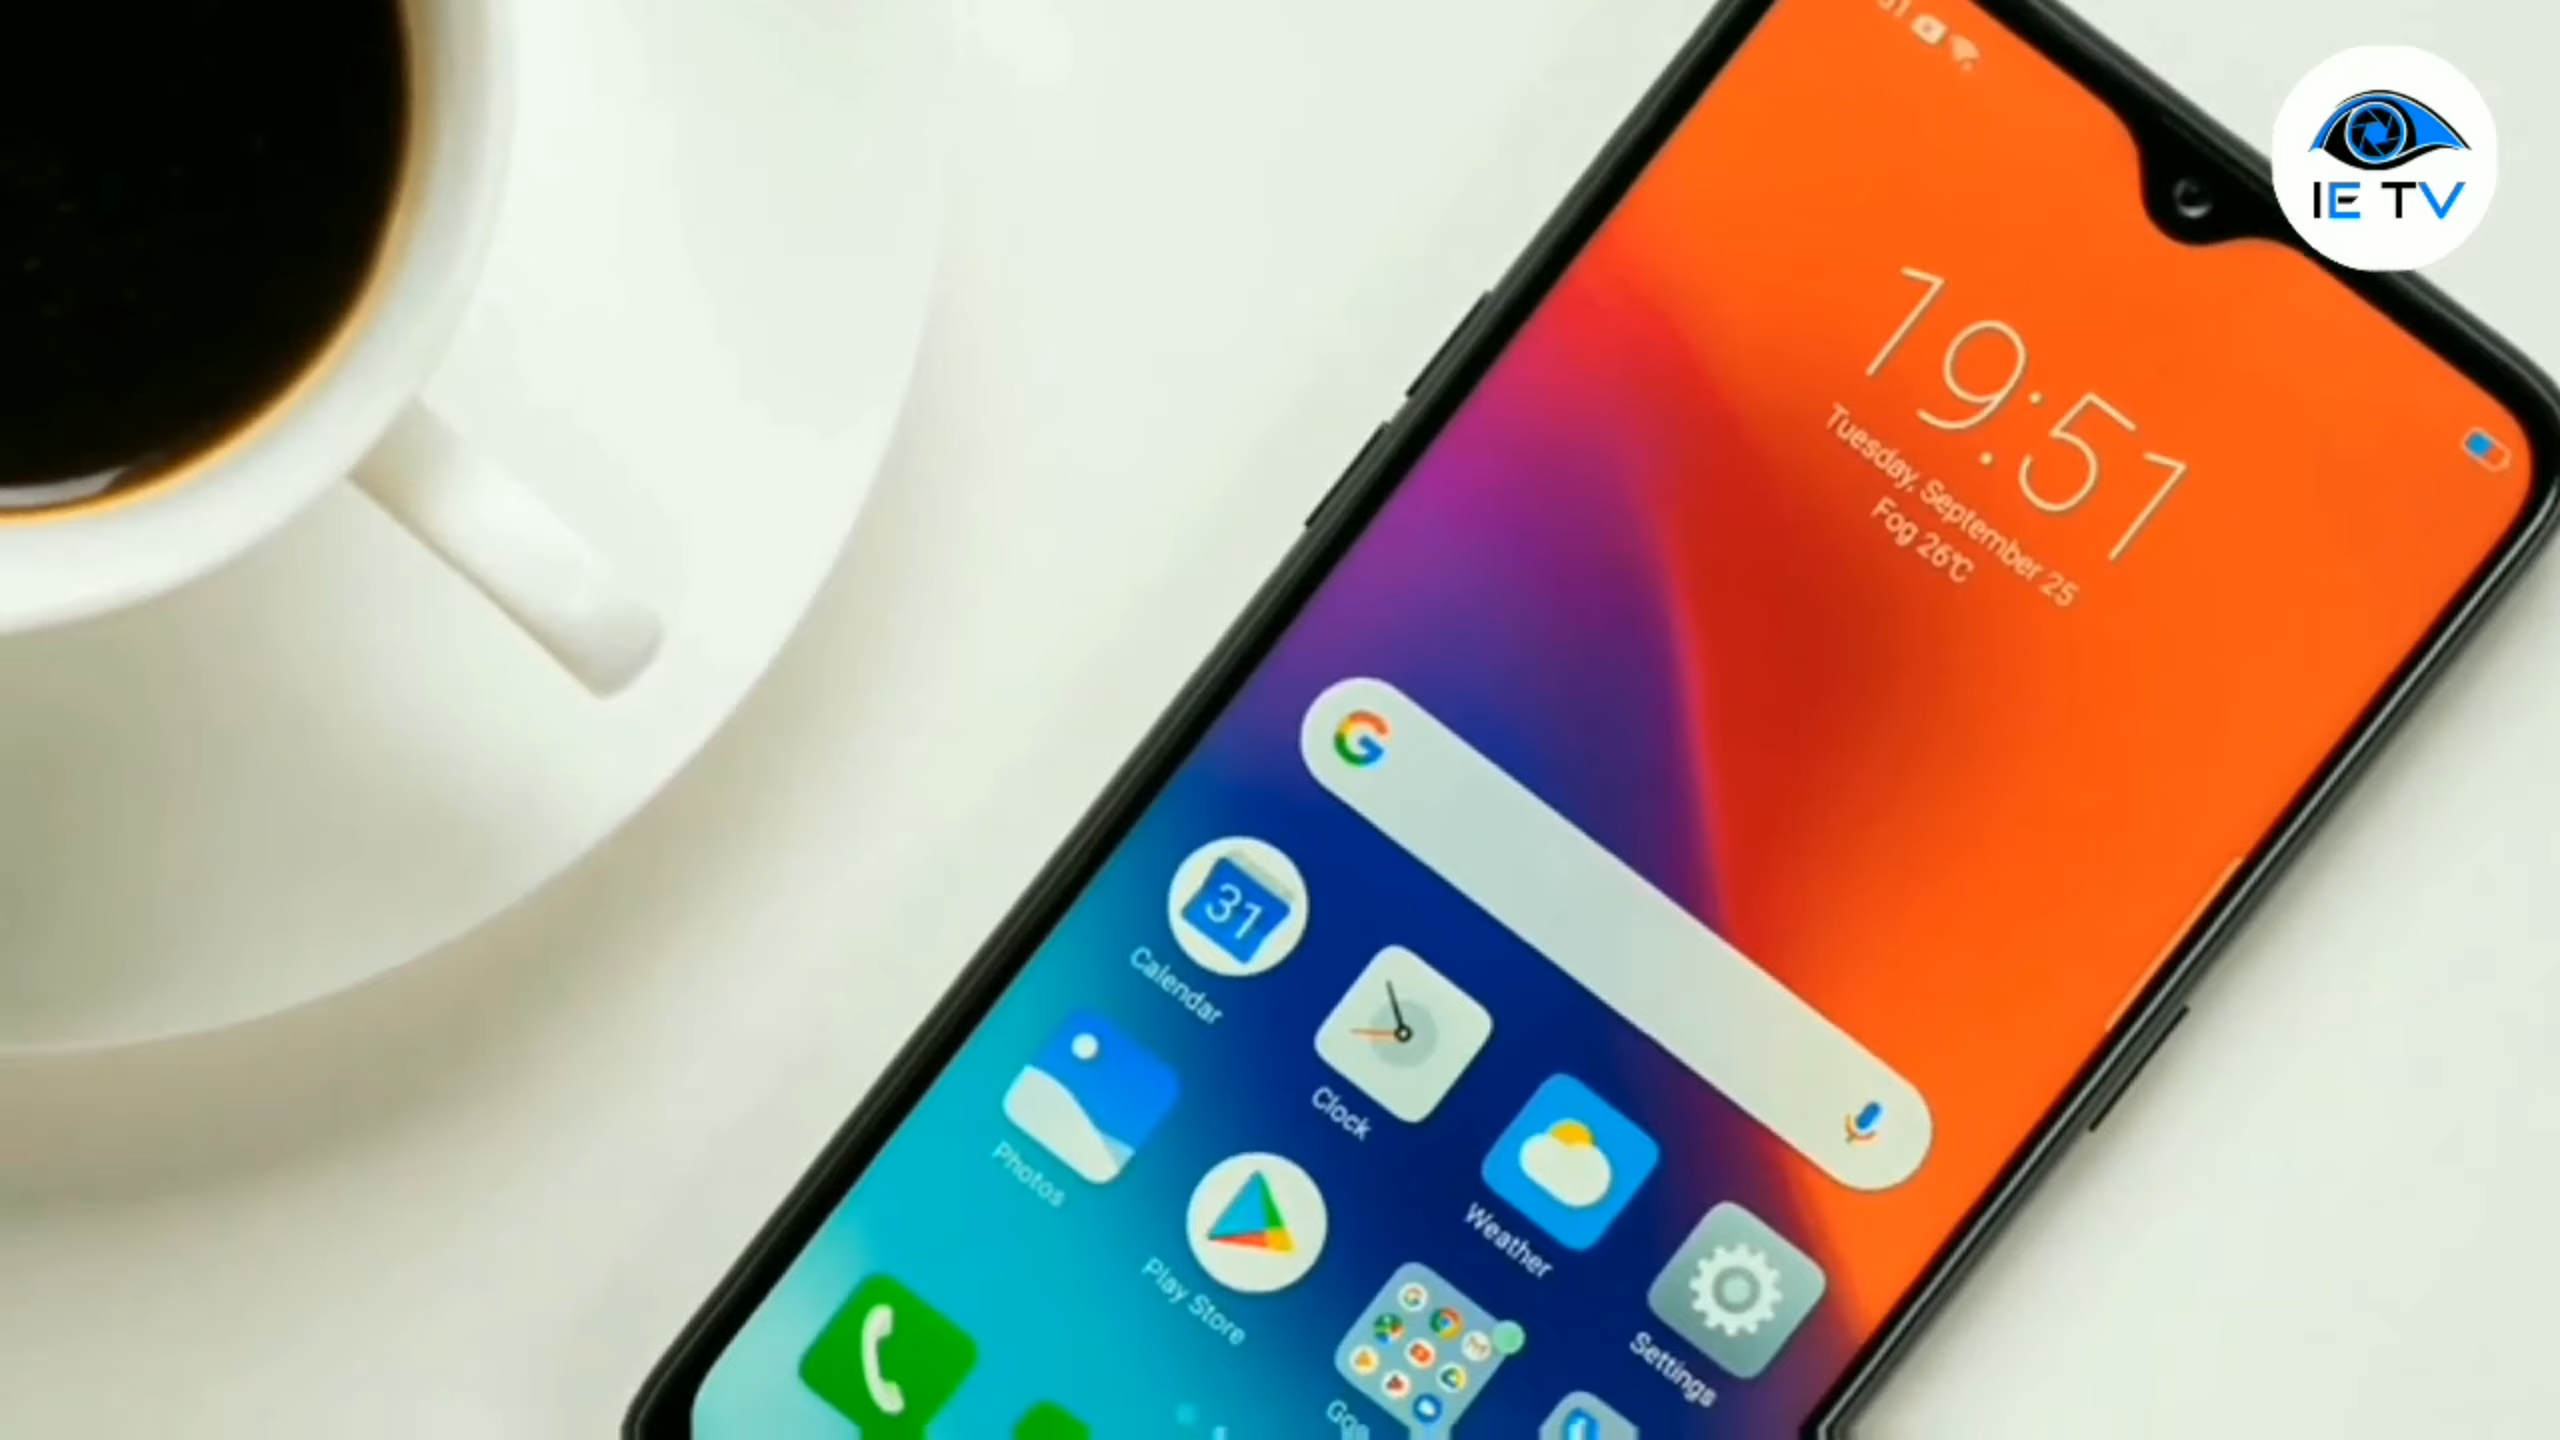 IE TV
19:51
Tuesday, September 25
Fog 26℃
31
Calendar
Clock
Weather
Settings
Photos
Play Store